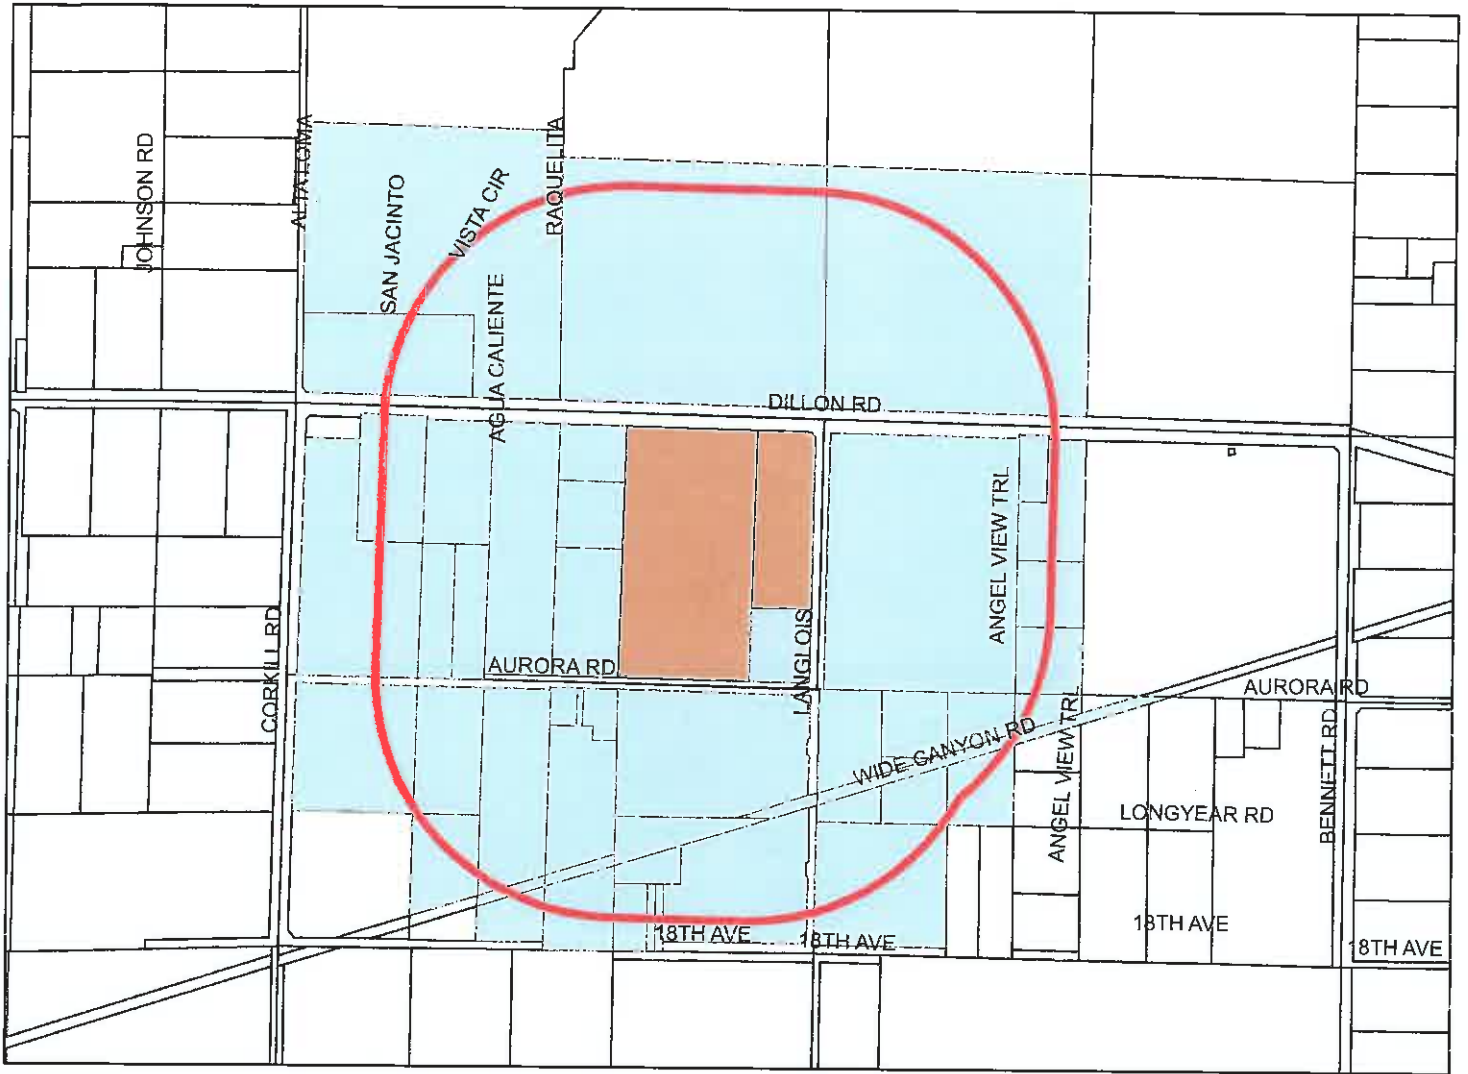 JOHNSON RD
ALTA LOMA
SAN JACINTO
VISTA CIR
RAQUELITA
AGUA CALIENTE
DILLON RD
ANGEL VIEW TRL
CORKILL RD
AURORA RD
LANGLOIS
AURORA RD
WIDE CANYON RD
ANGEL VIEW TRL
BENNETT RD
LONGYEAR RD
18TH AVE
18TH AVE
18TH AVE
18TH AVE